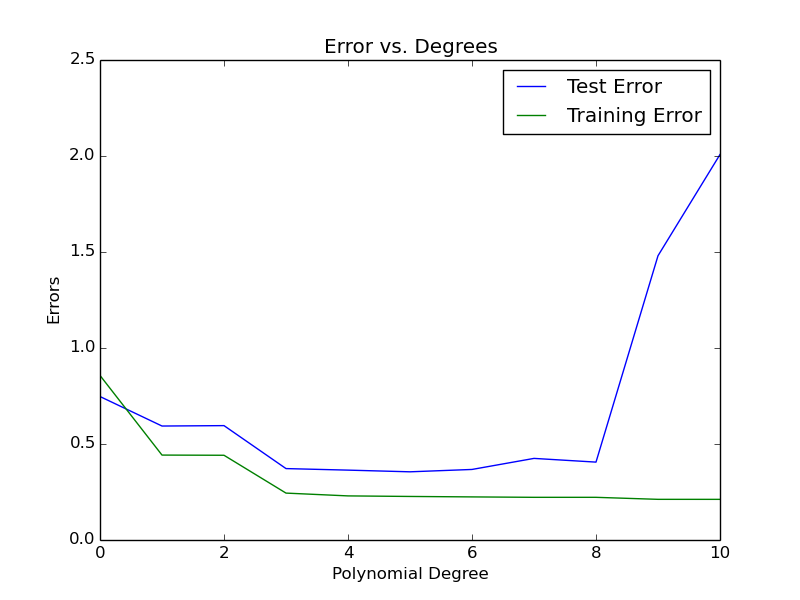 Error vs. Degrees
Test Error
Training Error
Errors
2.5
2.0
1.5
1.0
0.5
0.0
0 2 4 6 8 10
Polynomial Degree